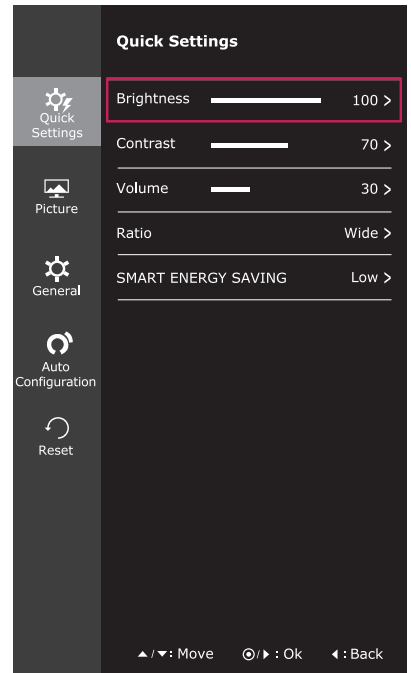 Quick Settings
Quick
Settings
Picture
General
Auto
Configuration
Reset
Brightness 100 >
Contrast 70 >
Volume 30 >
Ratio Wide >
SMART ENERGY SAVING Low >
▲/▼: Move ◉/▶ : Ok ◀ : Back